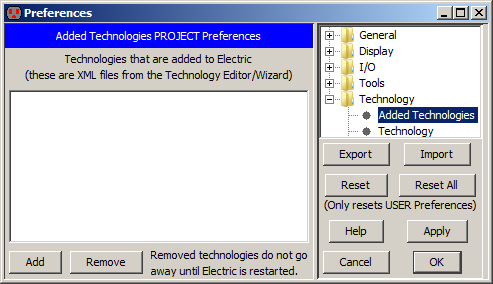 Preferences
Added Technologies PROJECT Preferences
Technologies that are added to Electric
(these are XML files from the Technology Editor/Wizard)
Add
Remove
Removed technologies do not go
away until Electric is restarted.
General
Display
I/O
Tools
Technology
Added Technologies
Technology
Export
Import
Reset
Reset All
(Only resets USER Preferences)
Help
Apply
Cancel
OK